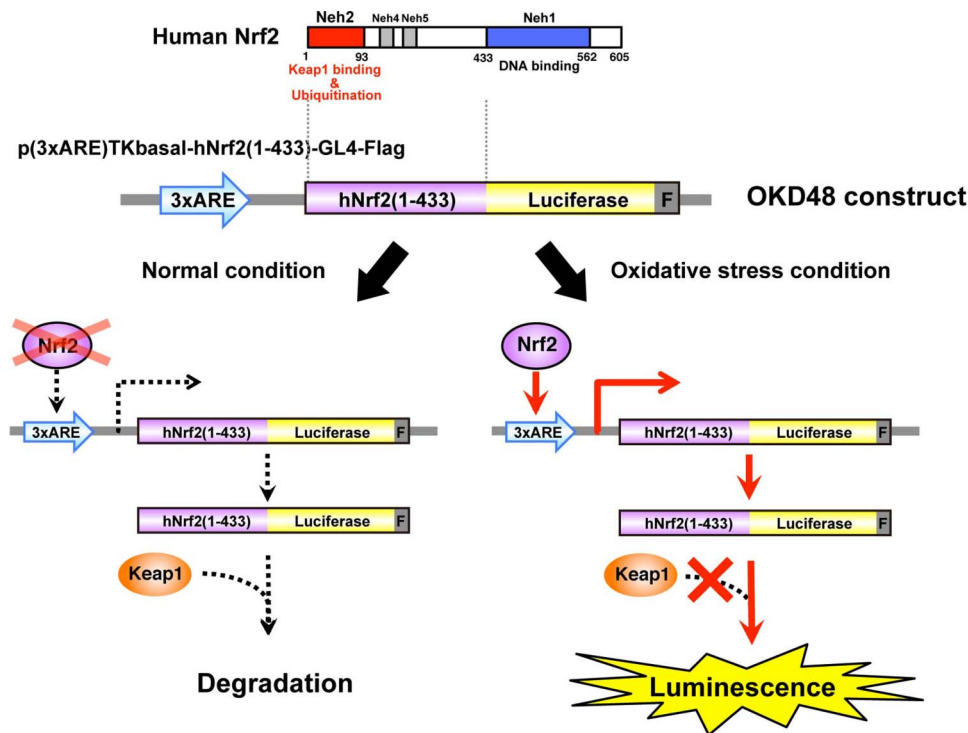 Neh2 Neh4 Neh5 Neh1
Human Nrf2
1 93 433 562 605
Keap1 binding
&
Ubiquitination
DNA binding
p(3xARE)TKbasal-hNrf2(1-433)-GL4-Flag
3xARE hNrf2(1-433) Luciferase F
OKD48 construct
Normal condition
Oxidative stress condition
Nrf2
3xARE hNrf2(1-433) Luciferase F
hNrf2(1-433) Luciferase F
Keap1
Degradation
Nrf2
3xARE hNrf2(1-433) Luciferase F
hNrf2(1-433) Luciferase F
Keap1
Luminescence